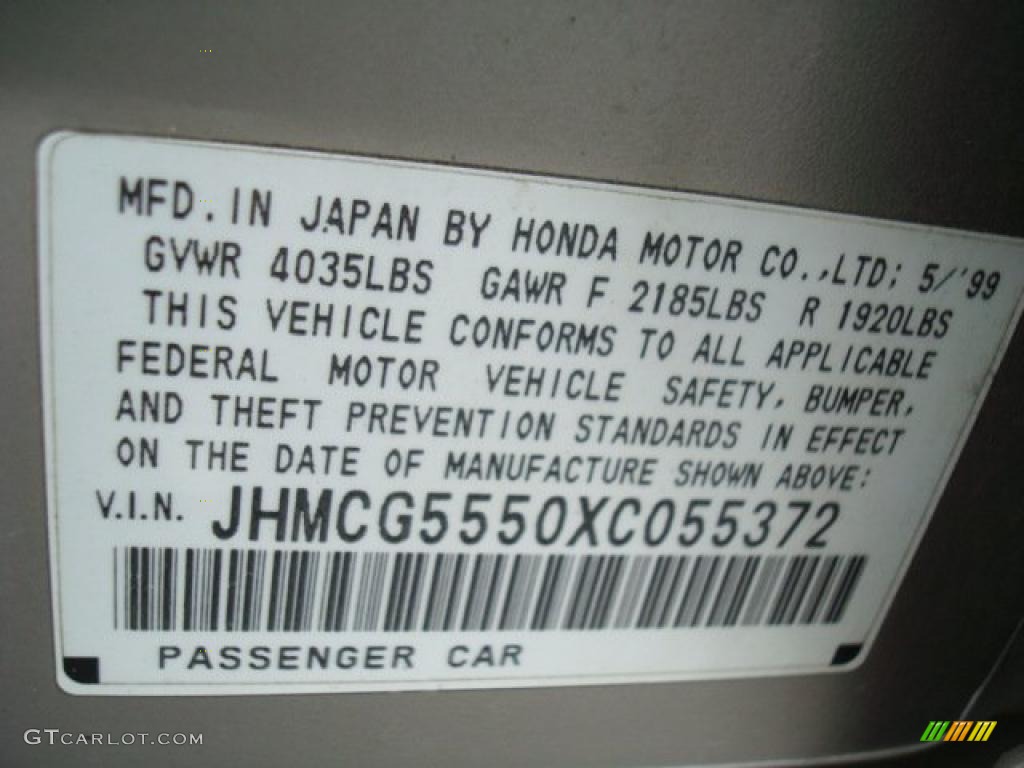 MFD. IN JAPAN BY HONDA MOTOR CO.,LTD; 5/'99
GVWR 4035LBS GAWR F 2185LBS R 1920LBS
THIS VEHICLE CONFORMS TO ALL APPLICABLE
FEDERAL MOTOR VEHICLE SAFETY, BUMPER,
AND THEFT PREVENTION STANDARDS IN EFFECT
ON THE DATE OF MANUFACTURE SHOWN ABOVE:
V.I.N. JHMCG5550XC055372
PASSENGER CAR
GTCARLOT.COM